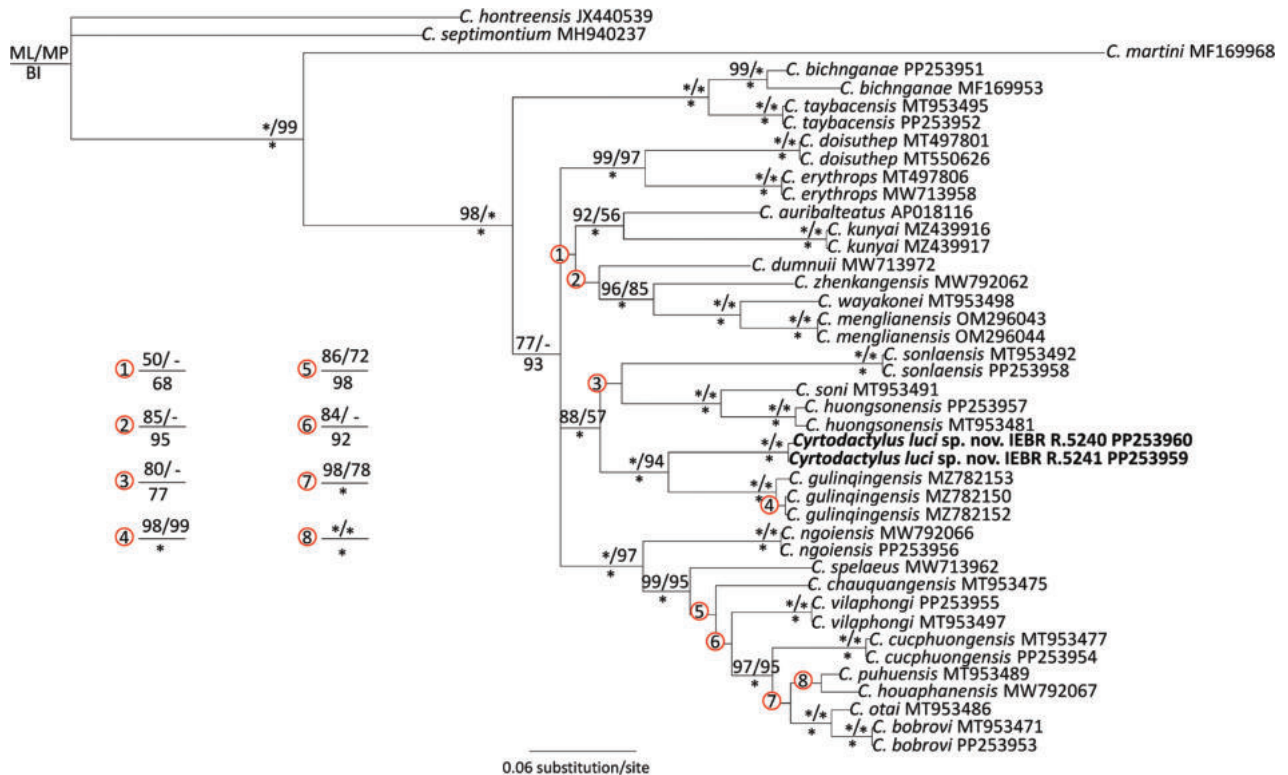 C. hontreensis JX440539
C. septimontium MH940237
ML/MP
BI
C. martini MF169968
99/*
*
C. bichnganae PP253951
C. bichnganae MF169953
*/*
*
*/*
*
C. taybacensis MT953495
C. taybacensis PP253952
*/99
*
*/*
*
C. doisuthep MT497801
C. doisuthep MT550626
99/97
*
*/*
*
C. erythrops MT497806
C. erythrops MW713958
98/*
*
92/56
*
C. auribalteatus AP018116
*/*
*
C. kunyai MZ439916
C. kunyai MZ439917
1
2
C. dumnuii MW713972
96/85
*
C. zhenkangensis MW792062
*/*
*
C. wayakonei MT953498
*/*
*
C. menglianensis OM296043
C. menglianensis OM296044
77/-
93
3
*/*
*
C. sonlaensis MT953492
C. sonlaensis PP253958
*/*
*
C. soni MT953491
*/*
*
C. huongsonensis PP253957
C. huongsonensis MT953481
88/57
*
*/94
*
*/*
*
Cyrtodactylus luci sp. nov. IEBR R.5240 PP253960
Cyrtodactylus luci sp. nov. IEBR R.5241 PP253959
*/*
*
4
C. gulinqingensis MZ782153
C. gulinqingensis MZ782150
C. gulinqingensis MZ782152
*/97
*
*/*
*
C. ngoiensis MW792066
C. ngoiensis PP253956
99/95
*
C. spelaeus MW713962
5
C. chauquangensis MT953475
6
*/*
*
C. vilaphongi PP253955
C. vilaphongi MT953497
97/95
*
*/*
*
C. cucphuongensis MT953477
C. cucphuongensis PP253954
7
8
C. puhuensis MT953489
C. houaphanensis MW792067
*/*
*
C. otai MT953486
*/*
*
C. bobrovi MT953471
C. bobrovi PP253953
1 50/-
68
2 85/-
95
3 80/-
77
4 98/99
*
5 86/72
98
6 84/-
92
7 98/78
*
8 */*
*
0.06 substitution/site